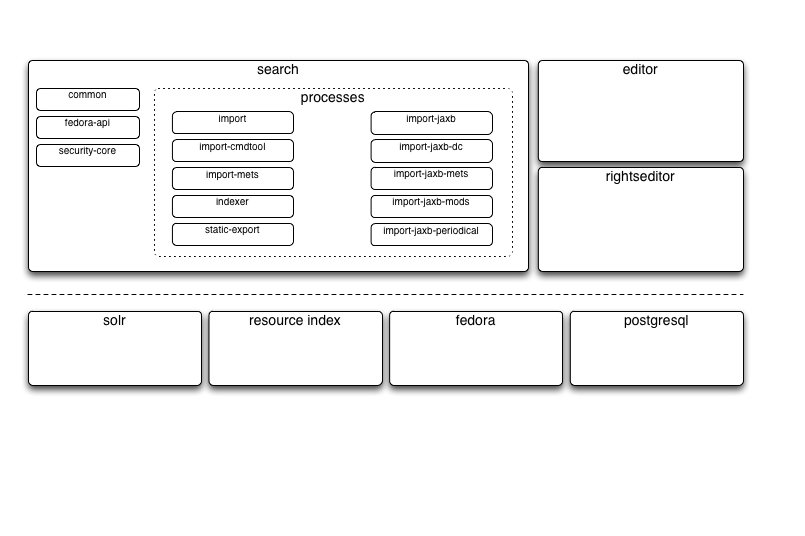 search
common
fedora-api
security-core
processes
import
import-cmdtool
import-mets
indexer
static-export
import-jaxb
import-jaxb-dc
import-jaxb-mets
import-jaxb-mods
import-jaxb-periodical
editor
rightseditor
solr
resource index
fedora
postgresql